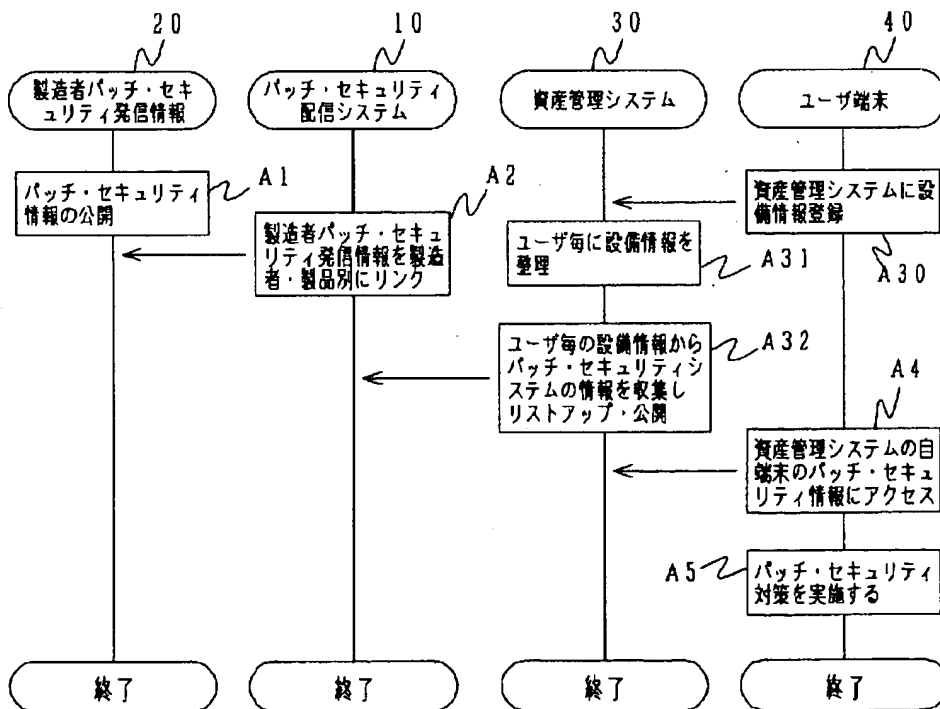 20
10
30
40
製造者パッチ・セキ
ュリティ発信情報
パッチ・セキュリティ
配信システム
資産管理システム
ユーザ端末
パッチ・セキュリティ
情報の公開
A1
製造者パッチ・セキュ
リティ発信情報を製造
者・製品別にリンク
A2
資産管理システムに設
備情報登録
A30
ユーザ毎に設備情報を
整理
A31
ユーザ毎の設備情報から
パッチ・セキュリティシ
ステムの情報を収集し
リストアップ・公開
A32
A4
資産管理システムの自
端末のパッチ・セキュ
リティ情報にアクセス
A5
パッチ・セキュリティ
対策を実施する
終了
終了
終了
終了